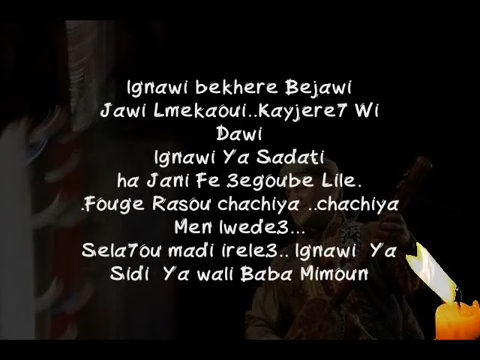 Ignawi bekhere Bejawi
Jawi Lmekaoui..Kayjere7 Wi
Dawi
Ignawi Ya Sadati
ha Jani Fe 3egoube Lile.
.Fouge Rasou chachiya ..chachiya
Men lwede3...
Sela7ou madi irele3.. Ignawi Ya
Sidi Ya wali Baba Mimoun